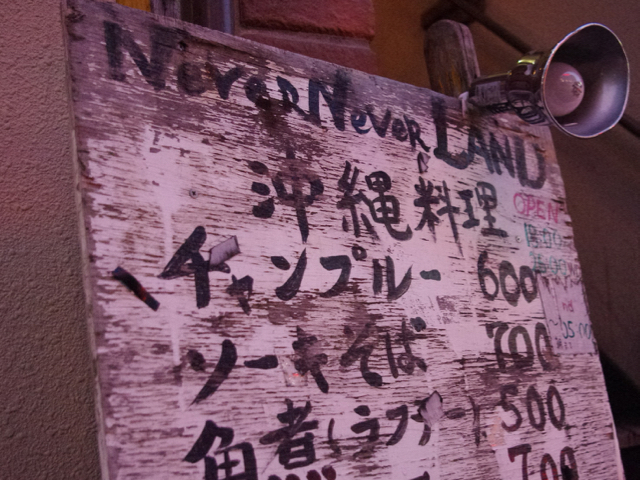 NeverNever LAND
沖縄料理
OPEN
チャンプルー 600
ソーキそば 700
角煮(ラフテー) 500
700